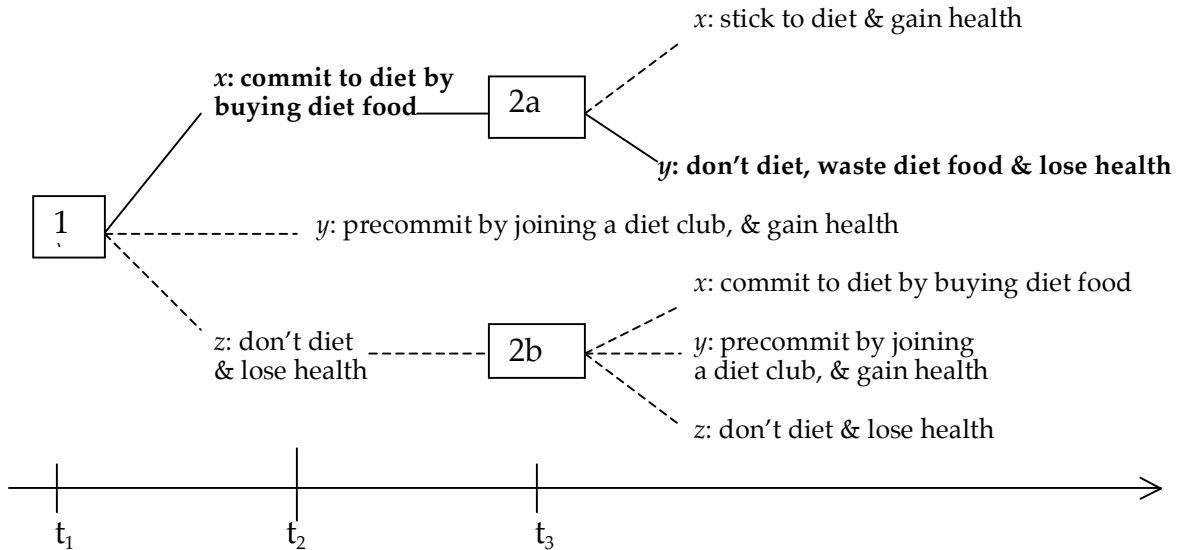 x: stick to diet & gain health
x: commit to diet by
buying diet food
2a
y: don't diet, waste diet food & lose health
1
y: precommit by joining a diet club, & gain health
x: commit to diet by buying diet food
z: don't diet
& lose health
2b
y: precommit by joining
a diet club, & gain health
z: don't diet & lose health
t₁
t₂
t₃